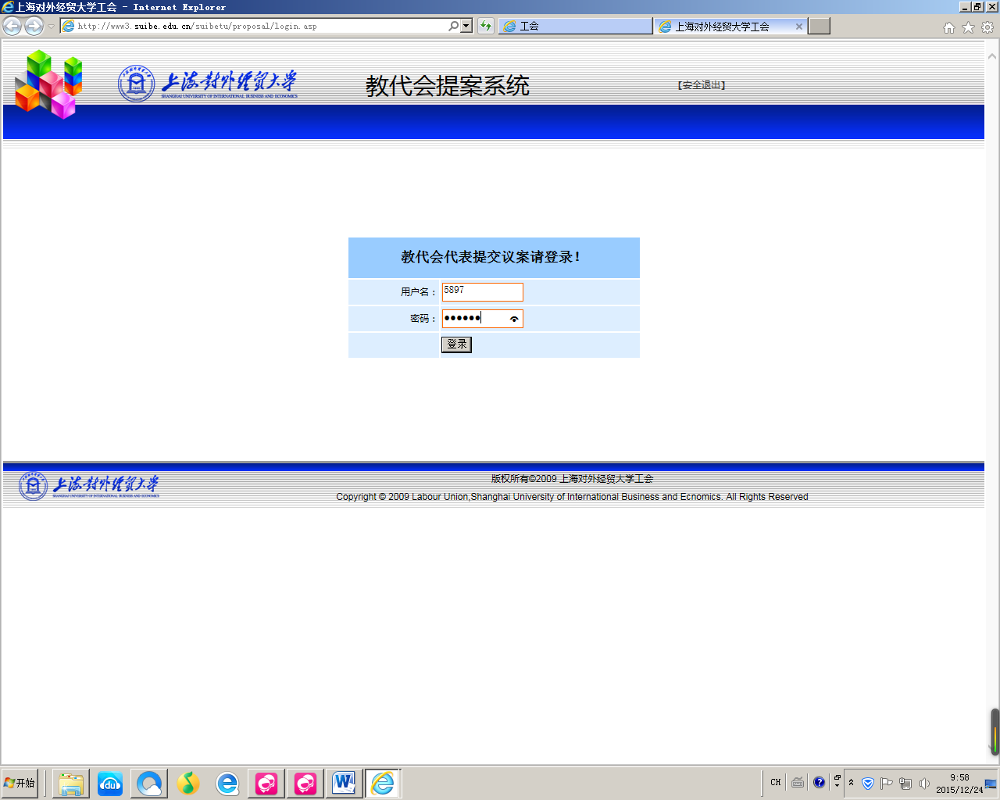 上海对外经贸大学工会 - Internet Explorer
http://www3.suibe.edu.cn/suibetu/proposal/login.asp
工会
上海对外经贸大学工会
上海对外经贸大学
SHANGHAI UNIVERSITY OF INTERNATIONAL BUSINESS AND ECONOMICS
教代会提案系统
【安全退出】
教代会代表提交议案请登录！
用户名：
5897
密码：
●●●●●●
登录
上海对外经贸大学
SHANGHAI UNIVERSITY OF INTERNATIONAL BUSINESS AND ECONOMICS
版权所有©2009 上海对外经贸大学工会
Copyright © 2009 Labour Union,Shanghai University of International Business and Ecnomics. All Rights Reserved
开始
du
W
CH
9:58
2015/12/24